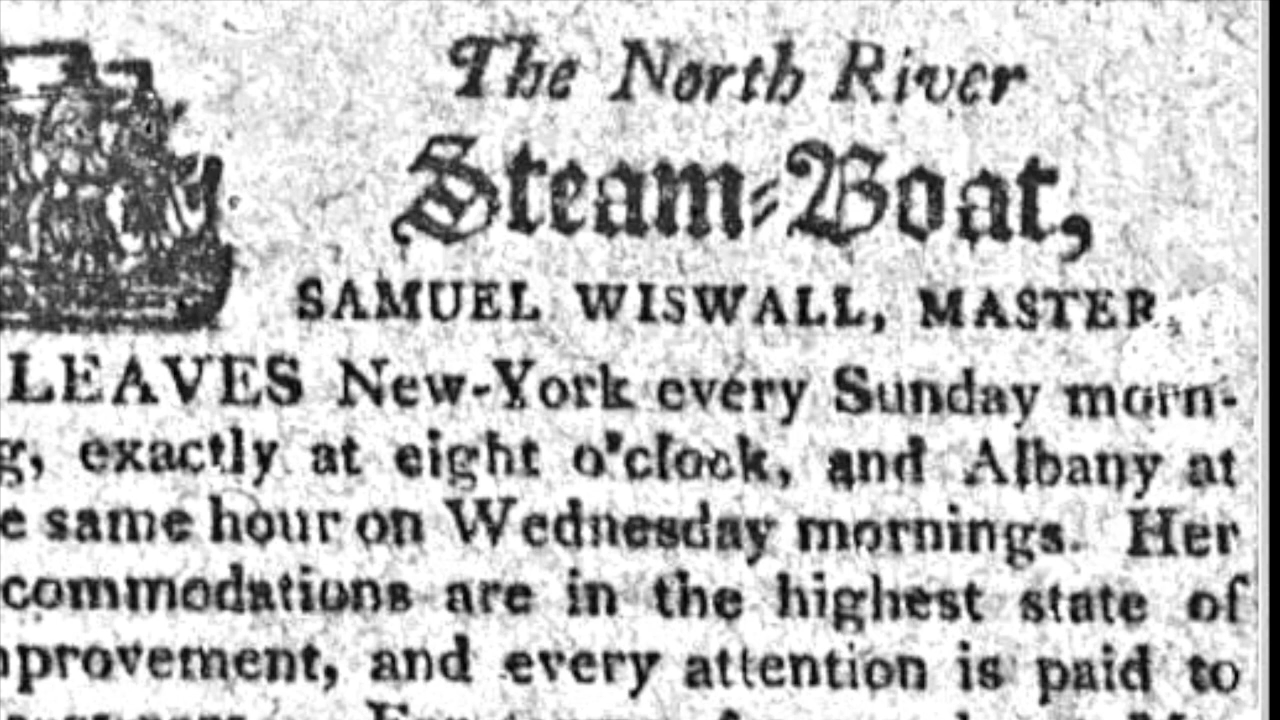 The North River
Steam-Boat,
SAMUEL WISWALL, MASTER,
LEAVES New-York every Sunday morn-
g, exactly at eight o'clock, and Albany at
e same hour on Wednesday mornings. Her
commodations are in the highest state of
provement, and every attention is paid to